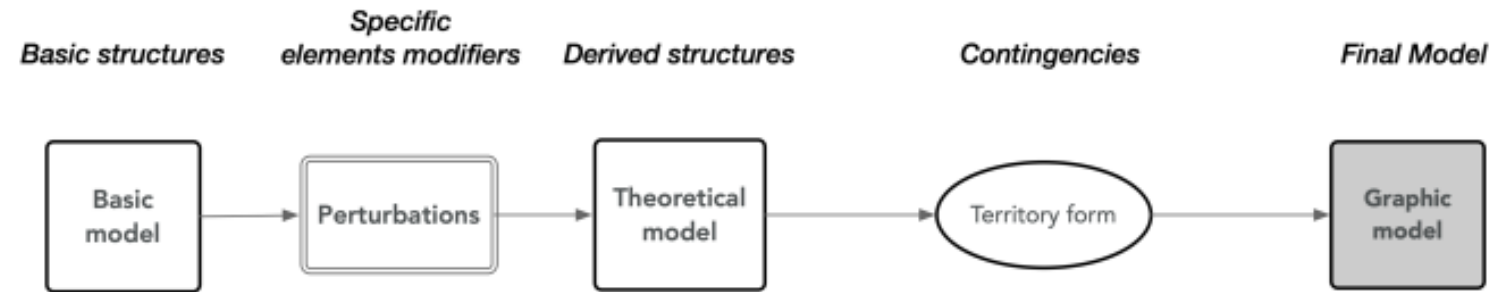 Basic structures
Specific
elements modifiers
Derived structures
Contingencies
Final Model
Basic
model
Perturbations
Theoretical
model
Territory form
Graphic
model